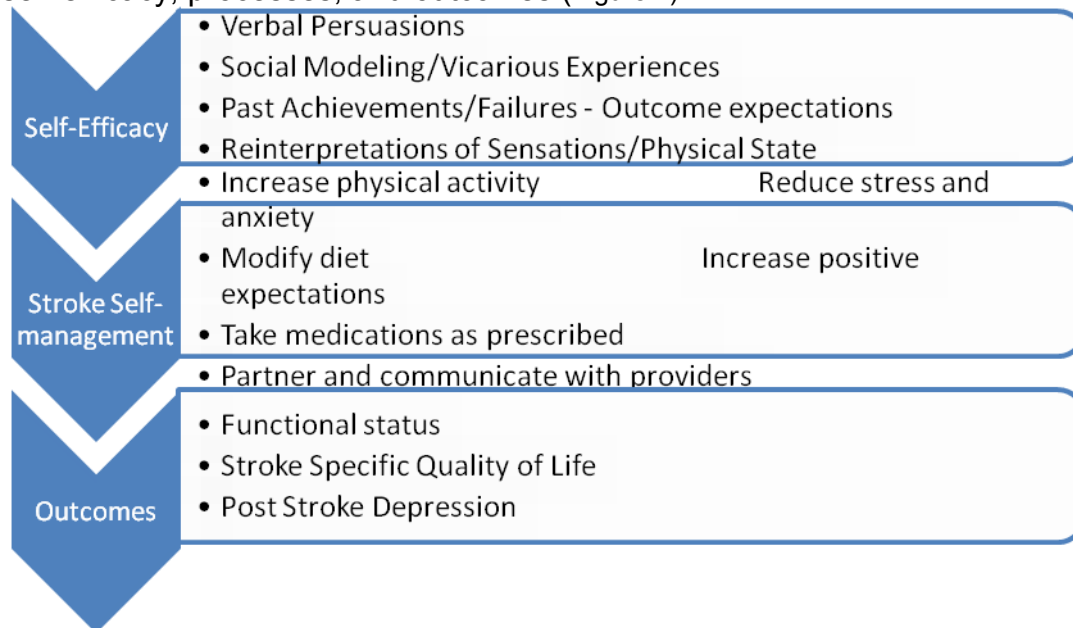 Self-Efficacy
• Verbal Persuasions
• Social Modeling/Vicarious Experiences
• Past Achievements/Failures - Outcome expectations
• Reinterpretations of Sensations/Physical State
Stroke Self-
management
• Increase physical activity Reduce stress and
anxiety
• Modify diet Increase positive
expectations
• Take medications as prescribed
• Partner and communicate with providers
Outcomes
• Functional status
• Stroke Specific Quality of Life
• Post Stroke Depression